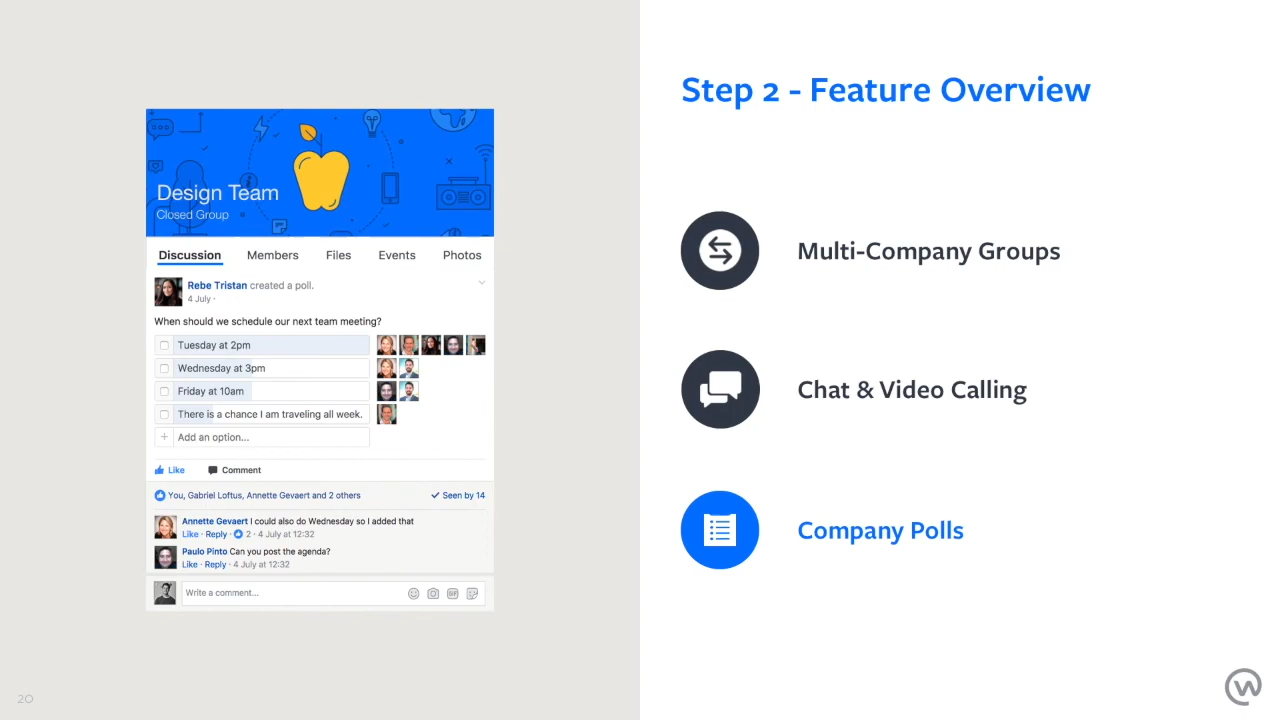 Design Team
Closed Group
Discussion Members Files Events Photos
Rebe Tristan created a poll.
4 July ·
When should we schedule our next team meeting?
Tuesday at 2pm
Wednesday at 3pm
Friday at 10am
There is a chance I am traveling all week.
+ Add an option...
Like Comment
You, Gabriel Loftus, Annette Gevaert and 2 others Seen by 14
Annette Gevaert I could also do Wednesday so I added that
Like · Reply · 2 · 4 July at 12:32
Paulo Pinto Can you post the agenda?
Like · Reply · 4 July at 12:32
Write a comment...
GIF
20
Step 2 - Feature Overview
Multi-Company Groups
Chat & Video Calling
Company Polls
W